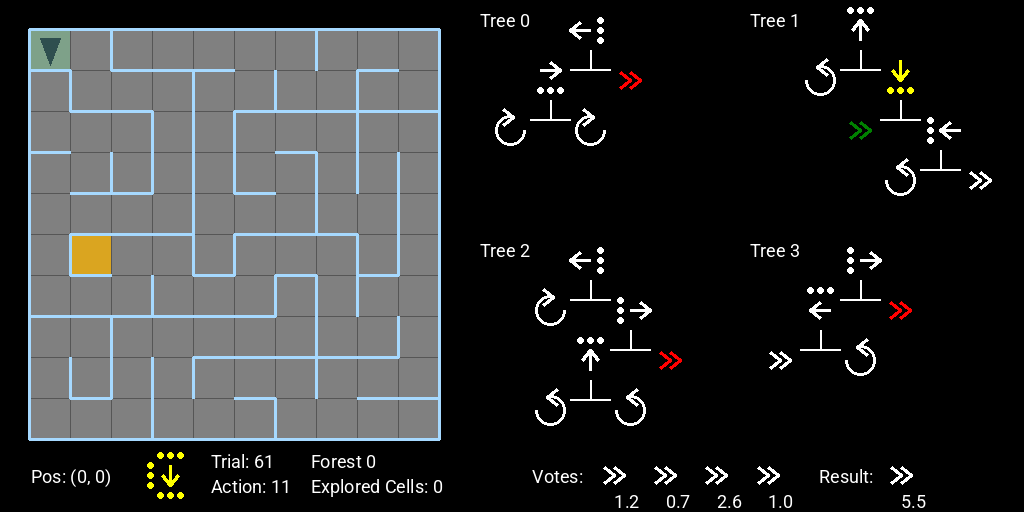 Tree 0
Tree 1
Tree 2
Tree 3
Pos: (0, 0)
Trial: 61
Forest 0
Action: 11
Explored Cells: 0
Votes:
1.2
0.7
2.6
1.0
Result:
5.5